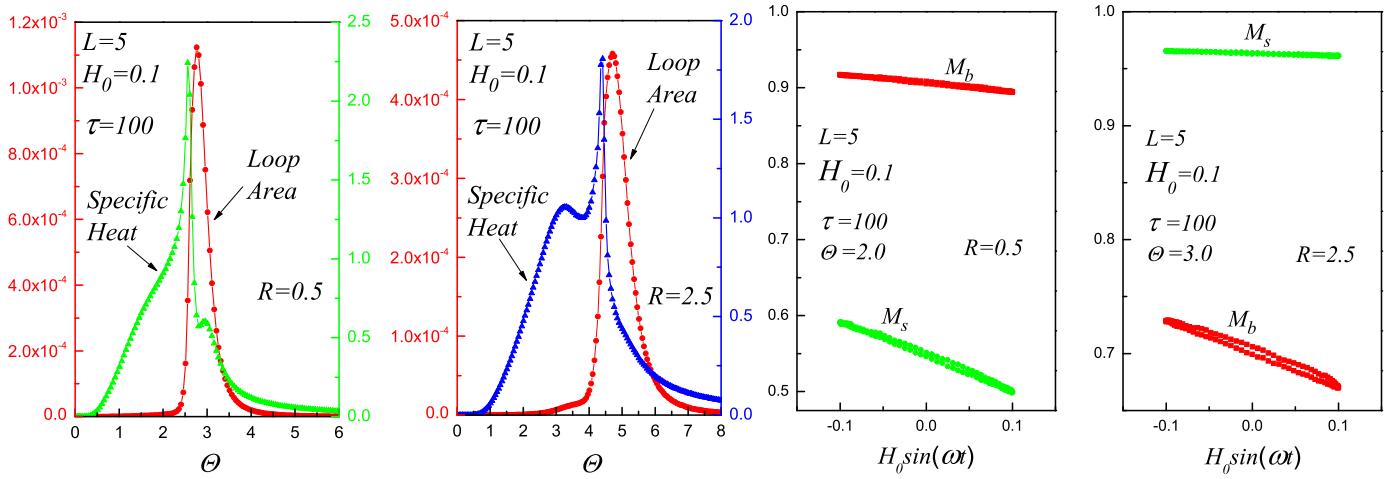 1.2x10⁻³
1.1x10⁻³
8.0x10⁻⁴
6.0x10⁻⁴
4.0x10⁻⁴
2.0x10⁻⁴
0.0
2.5
2.0
1.5
1.0
0.5
0.0
L=5
H₀=0.1
τ=100
Specific
Heat
Loop
Area
R=0.5
0 1 2 3 4 5 6
Θ
5.0x10⁻⁴
4.0x10⁻⁴
3.0x10⁻⁴
2.0x10⁻⁴
1.0x10⁻⁴
0.0
2.0
1.5
1.0
0.5
0.0
L=5
H₀=0.1
τ=100
Loop
Area
Specific
Heat
R=2.5
0 1 2 3 4 5 6 7 8
Θ
1.0
0.9
0.8
0.7
0.6
0.5
M_b
L=5
H₀=0.1
τ=100
Θ=2.0 R=0.5
M_s
-0.1 0.0 0.1
H₀sin(ωt)
1.0
0.9
0.8
0.7
M_s
L=5
H₀=0.1
τ=100
Θ=3.0 R=2.5
M_b
-0.1 0.0 0.1
H₀sin(ωt)